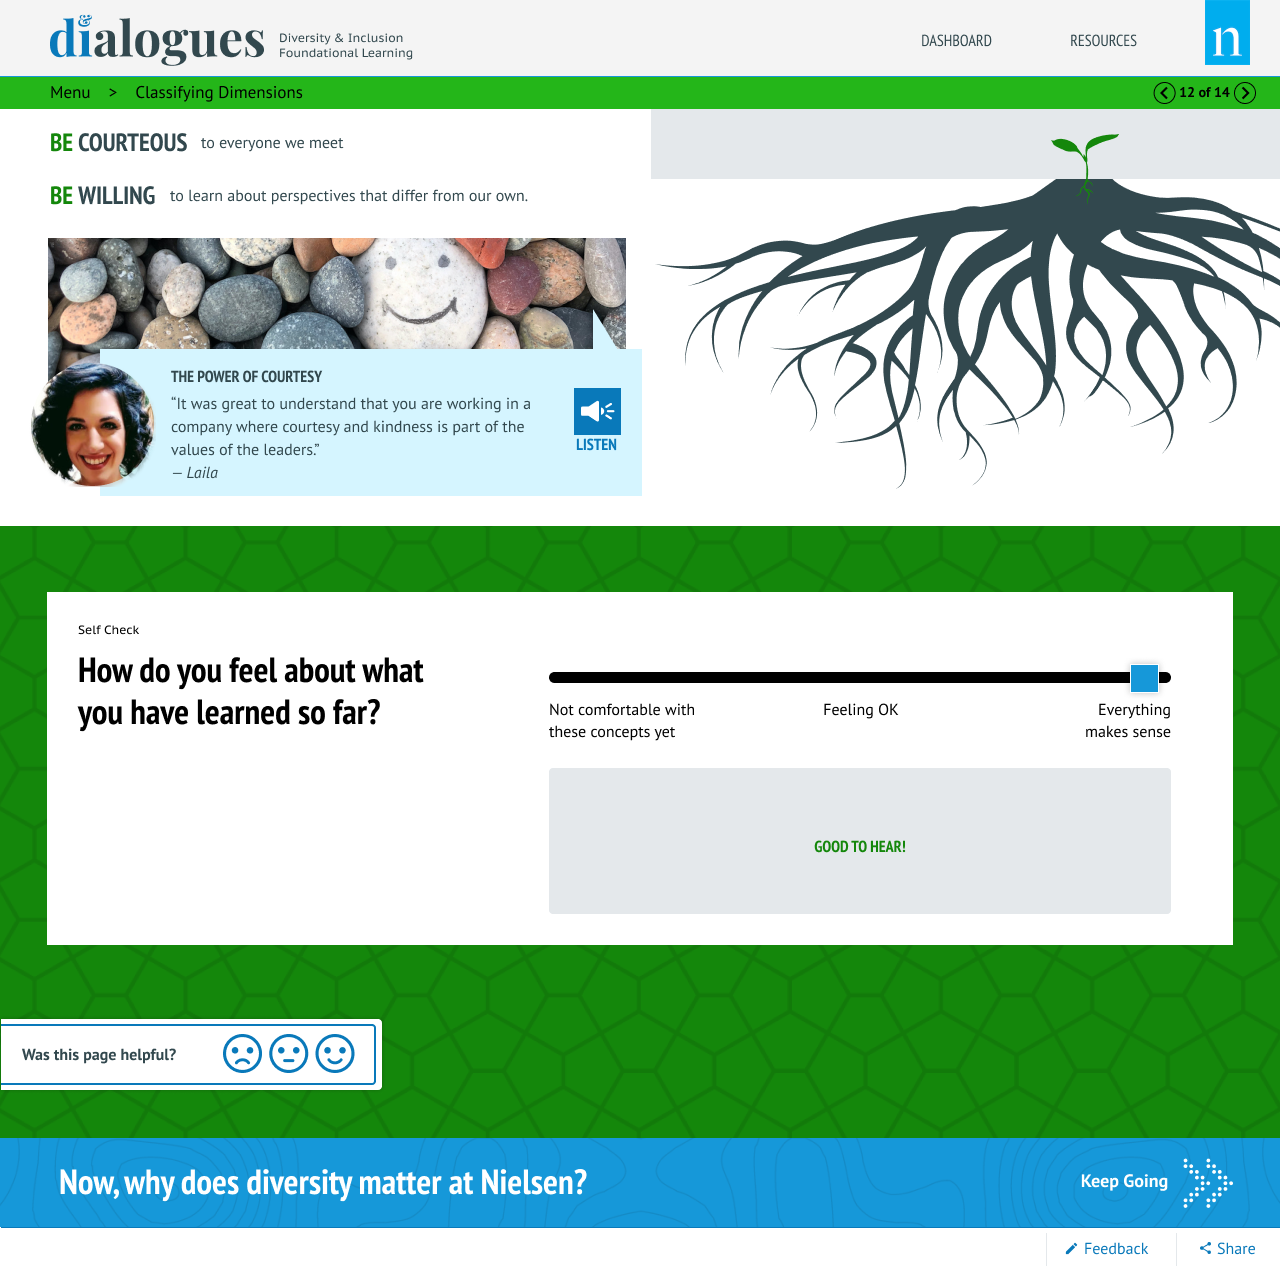 d&ialogues
Diversity & Inclusion
Foundational Learning
DASHBOARD
RESOURCES
n
Menu > Classifying Dimensions
12 of 14
BE COURTEOUS to everyone we meet
BE WILLING to learn about perspectives that differ from our own.
THE POWER OF COURTESY
“It was great to understand that you are working in a
company where courtesy and kindness is part of the
values of the leaders.”
— Laila
LISTEN
Self Check
How do you feel about what
you have learned so far?
Not comfortable with
these concepts yet
Feeling OK
Everything
makes sense
GOOD TO HEAR!
Was this page helpful?
Now, why does diversity matter at Nielsen?
Keep Going
Feedback
Share